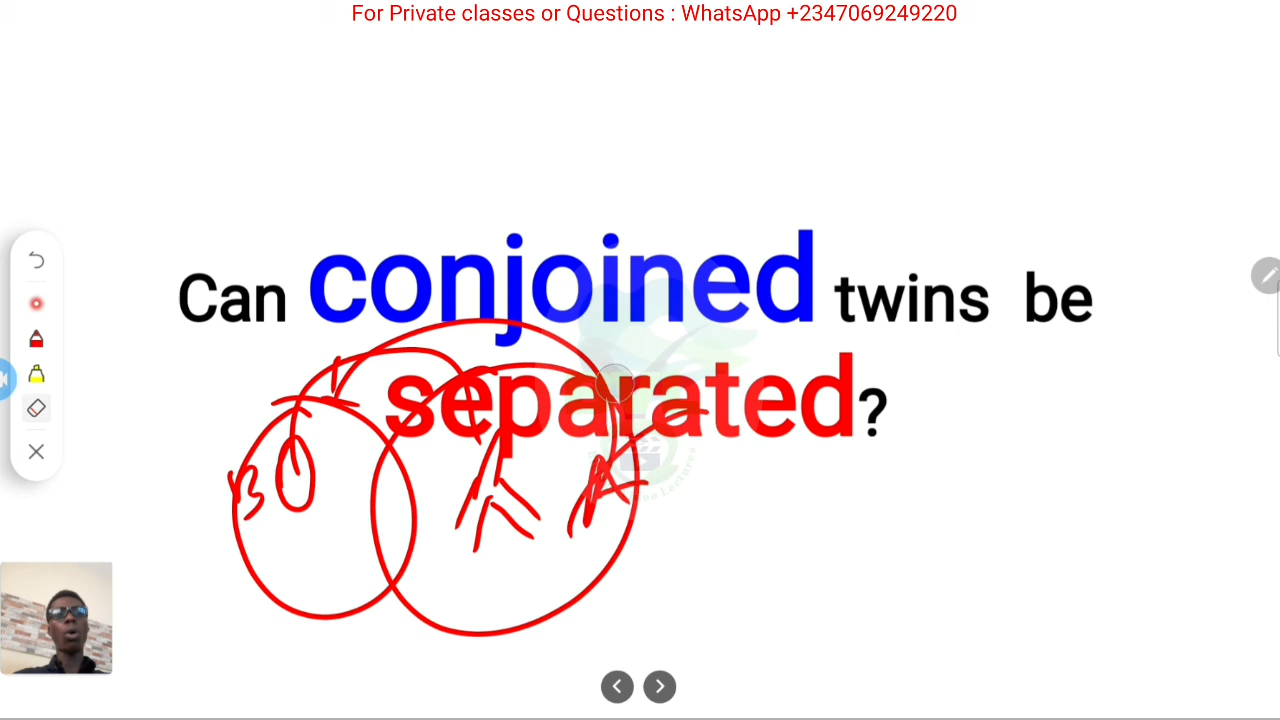 For Private classes or Questions : WhatsApp +2347069249220
Can conjoined twins be
separated?
B
A